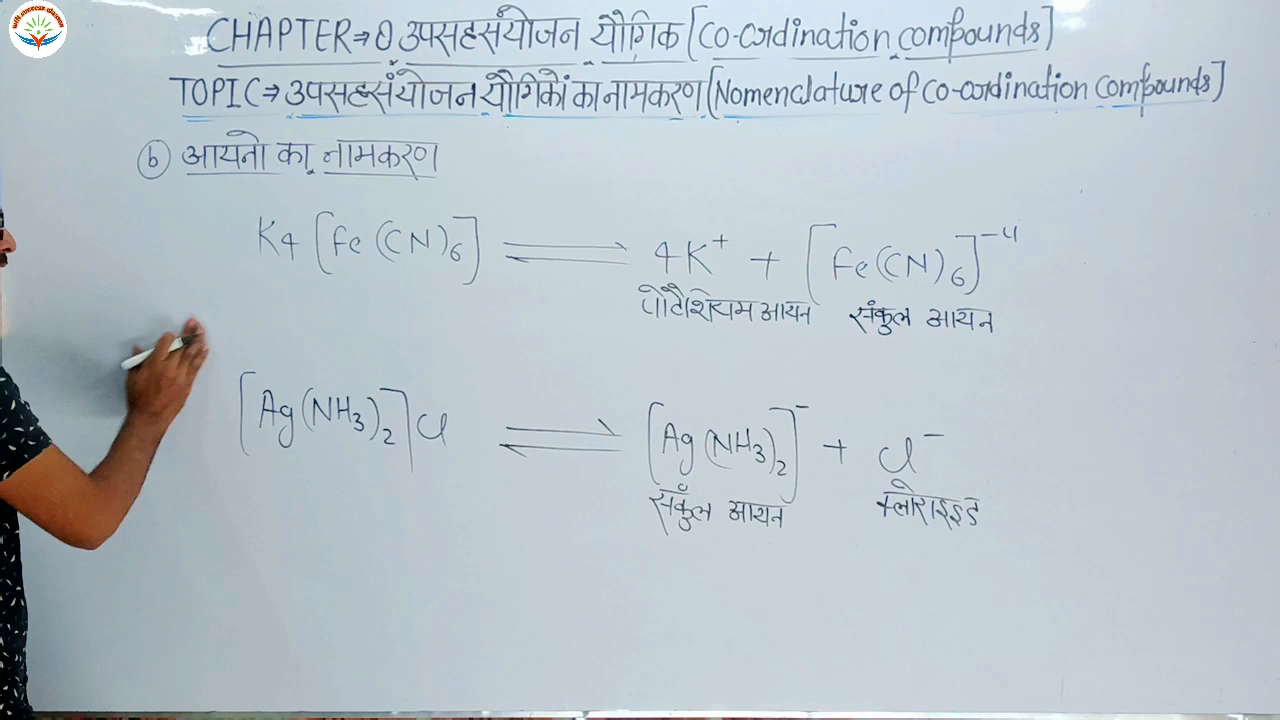 CHAPTER⇒ 9 उपसहसंयोजन यौगिक [Co-ordination compounds]
TOPIC⇒ उपसहसंयोजन यौगिकों का नामकरण [Nomenclature of Co-ordination compounds]
(b) आयनो का नामकरण
K4[Fe(CN)6] ⇌ 4K+ + [Fe(CN)6]-4
पोटैशियम आयन संकुल आयन
[Ag(NH3)2]Cl ⇌ [Ag(NH3)2]- + Cl-
संकुल आयन क्लोराइड